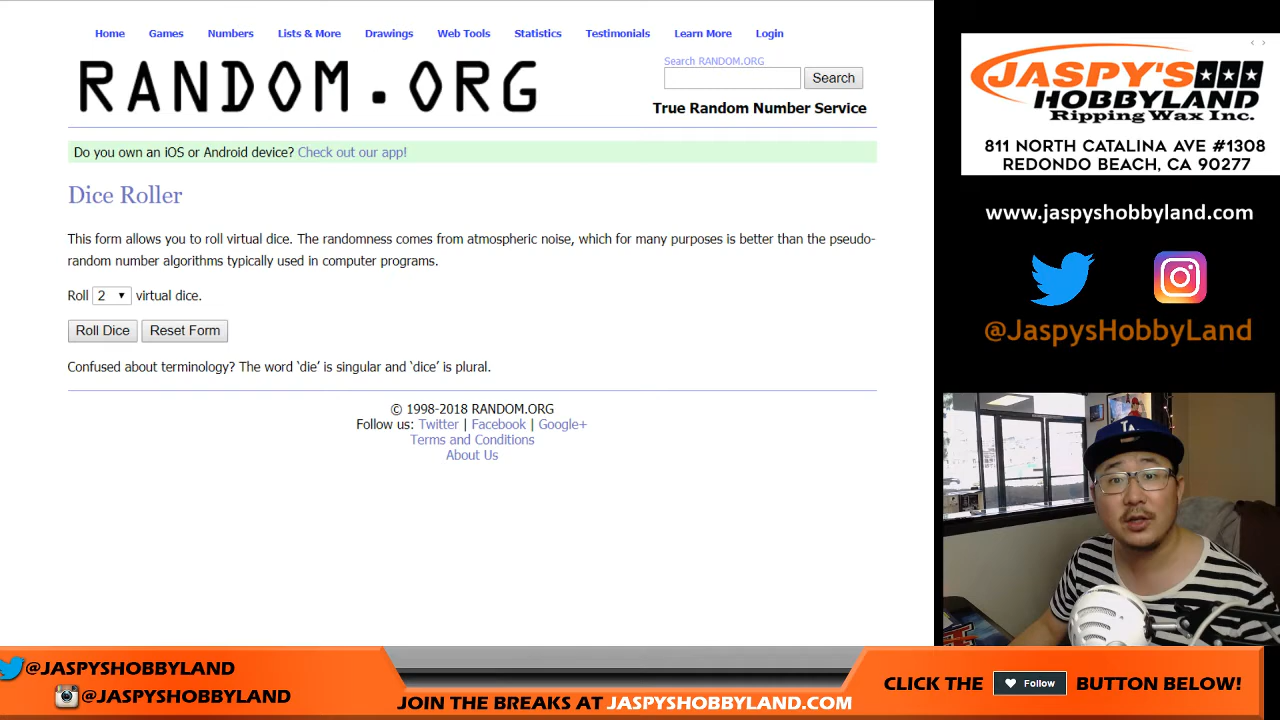 Home Games Numbers Lists & More Drawings Web Tools Statistics Testimonials Learn More Login
RANDOM.ORG
Search RANDOM.ORG
Search
True Random Number Service
Do you own an iOS or Android device? Check out our app!
Dice Roller
This form allows you to roll virtual dice. The randomness comes from atmospheric noise, which for many purposes is better than the pseudo-
random number algorithms typically used in computer programs.
Roll 2 virtual dice.
Roll Dice Reset Form
Confused about terminology? The word ‘die’ is singular and ‘dice’ is plural.
© 1998-2018 RANDOM.ORG
Follow us: Twitter | Facebook | Google+
Terms and Conditions
About Us
JASPY'S
HOBBYLAND
Ripping Wax Inc.
811 NORTH CATALINA AVE #1308
REDONDO BEACH, CA 90277
www.jaspyshobbyland.com
@JaspysHobbyLand
LA
@JASPYSHOBBYLAND
@JASPYSHOBBYLAND
JOIN THE BREAKS AT JASPYSHOBBYLAND.COM
CLICK THE Follow BUTTON BELOW!